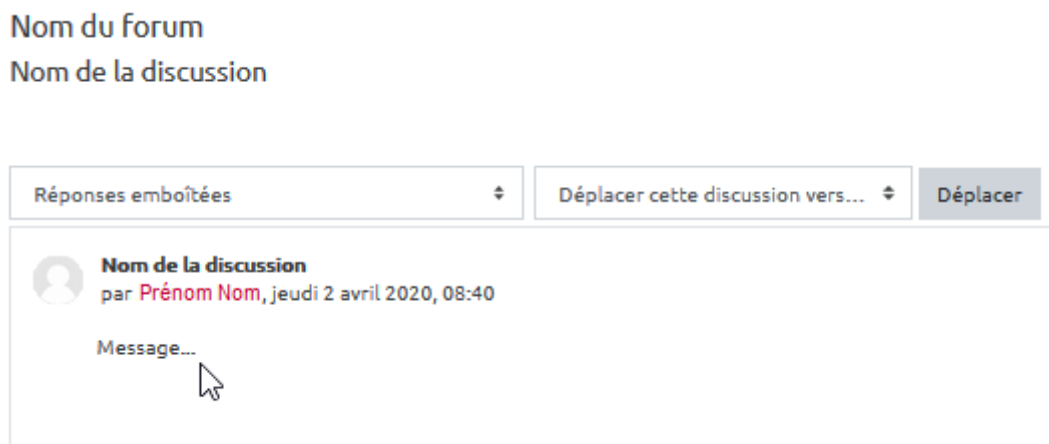 Nom du forum
Nom de la discussion
Réponses emboîtées
Déplacer cette discussion vers...
Déplacer
Nom de la discussion
par Prénom Nom, jeudi 2 avril 2020, 08:40
Message...